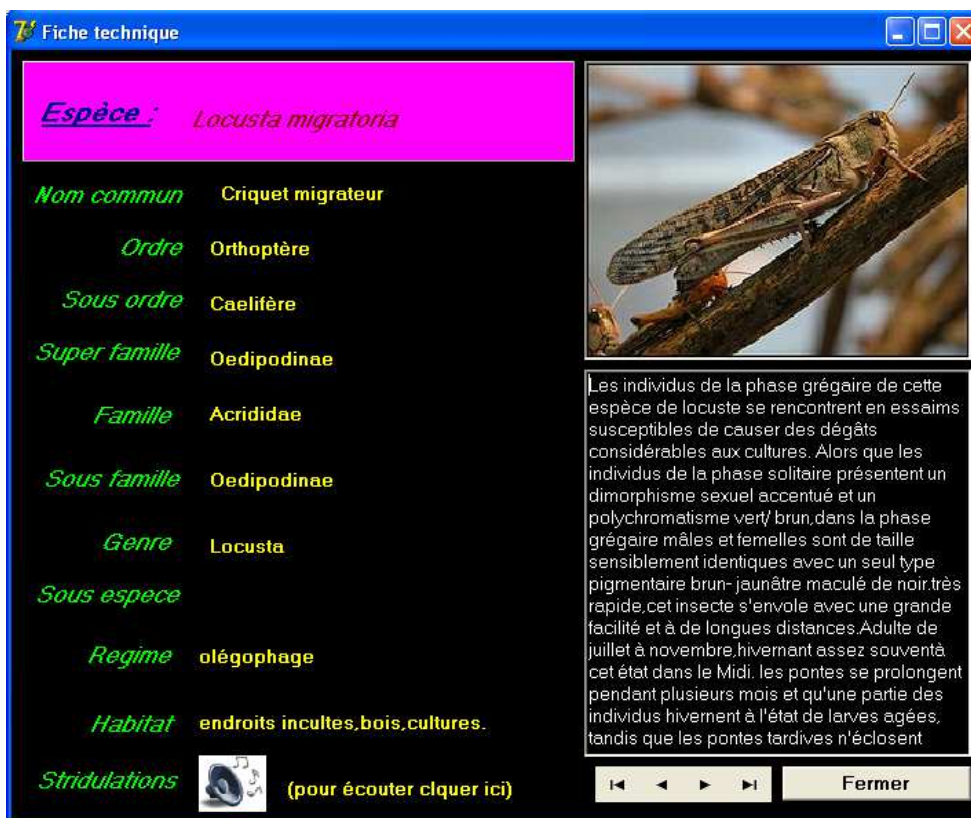 Fiche technique
Espèce : Locusta migratoria
Nom commun Criquet migrateur
Ordre Orthoptère
Sous ordre Caelifère
Super famille Oedipodinae
Famille Acrididae
Sous famille Oedipodinae
Genre Locusta
Sous espece
Regime olégophage
Habitat endroits incultes,bois,cultures.
Stridulations (pour écouter clquer ici)
Les individus de la phase grégaire de cette
espèce de locuste se rencontrent en essaims
susceptibles de causer des dégâts
considérables aux cultures. Alors que les
individus de la phase solitaire présentent un
dimorphisme sexuel accentué et un
polychromatisme vert/ brun,dans la phase
grégaire mâles et femelles sont de taille
sensiblement identiques avec un seul type
pigmentaire brun- jaunâtre maculé de noir.très
rapide,cet insecte s'envole avec une grande
facilité et à de longues distances.Adulte de
juillet à novembre,hivernant assez souventà
cet état dans le Midi. les pontes se prolongent
pendant plusieurs mois et qu'une partie des
individus hivernent à l'état de larves agées,
tandis que les pontes tardives n'éclosent
Fermer